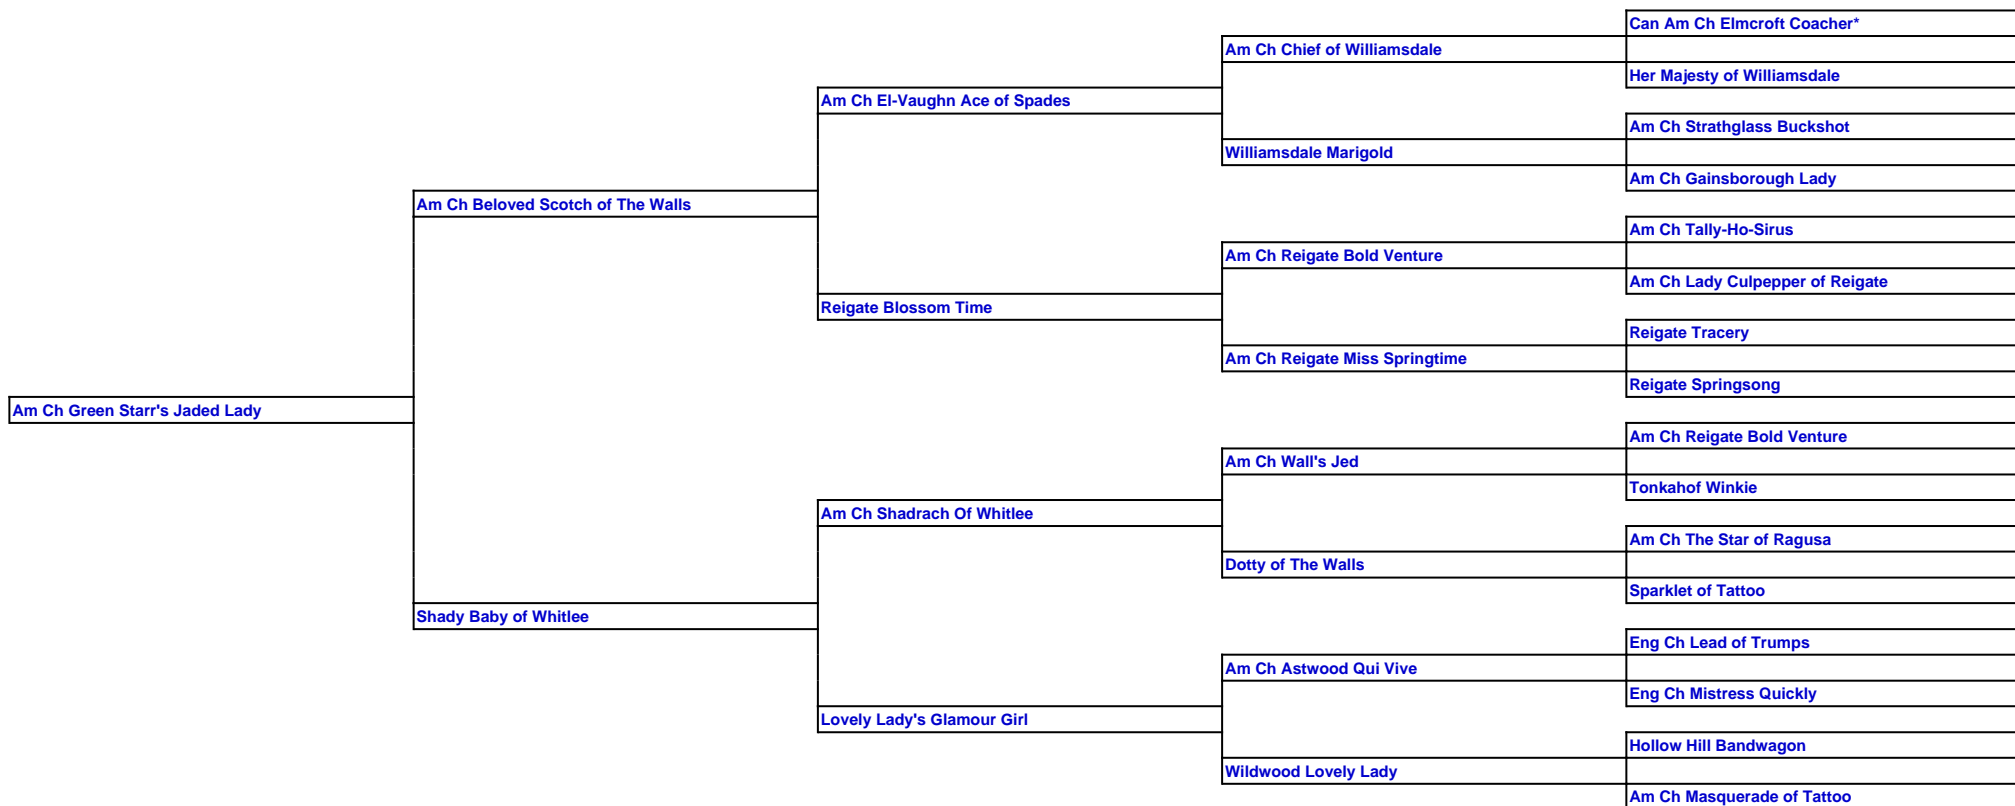 Can Am Ch Elmcroft Coacher*
Am Ch Chief of Williamsdale
Her Majesty of Williamsdale
Am Ch El-Vaughn Ace of Spades
Am Ch Strathglass Buckshot
Williamsdale Marigold
Am Ch Gainsborough Lady
Am Ch Beloved Scotch of The Walls
Am Ch Tally-Ho-Sirus
Am Ch Reigate Bold Venture
Am Ch Lady Culpepper of Reigate
Reigate Blossom Time
Reigate Tracery
Am Ch Reigate Miss Springtime
Reigate Springsong
Am Ch Green Starr's Jaded Lady
Am Ch Reigate Bold Venture
Am Ch Wall's Jed
Tonkahof Winkie
Am Ch Shadrach Of Whitlee
Am Ch The Star of Ragusa
Dotty of The Walls
Sparklet of Tattoo
Shady Baby of Whitlee
Eng Ch Lead of Trumps
Am Ch Astwood Qui Vive
Eng Ch Mistress Quickly
Lovely Lady's Glamour Girl
Hollow Hill Bandwagon
Wildwood Lovely Lady
Am Ch Masquerade of Tattoo